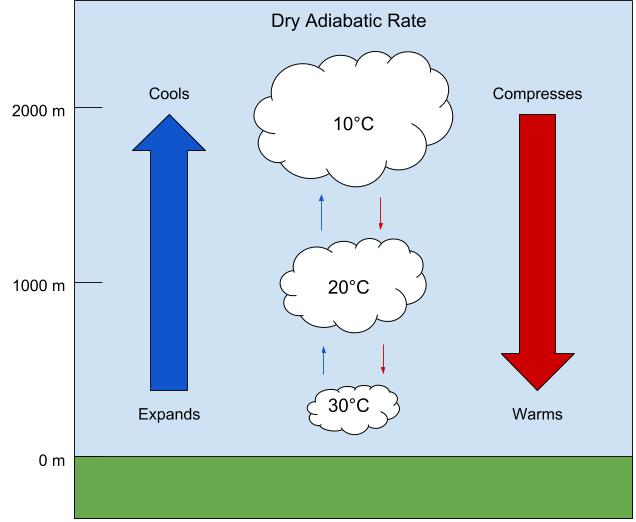 Dry Adiabatic Rate
Cools
Compresses
2000 m
10°C
1000 m
20°C
30°C
Expands
Warms
0 m